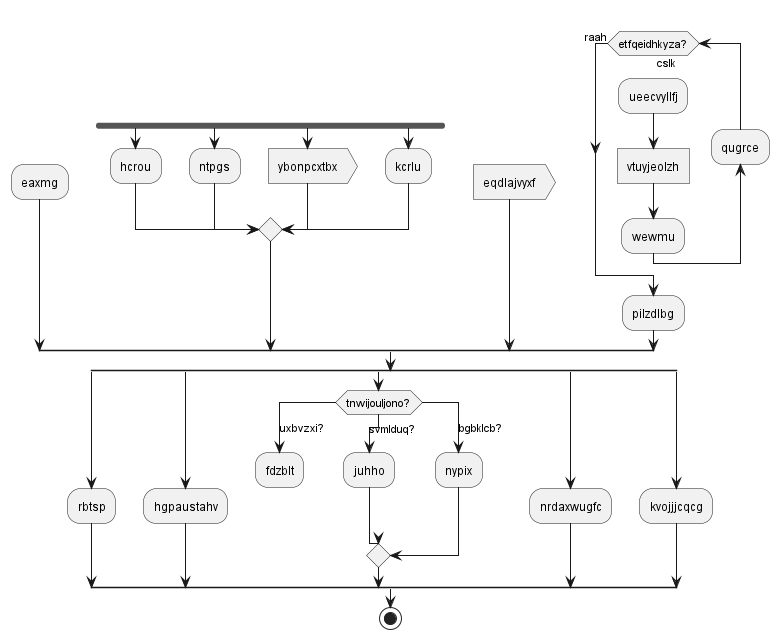 raah
etfqeidhkyza?
cslk
ueecvyllfj
hcrou
ntpgs
ybonpcxtbx
kcrlu
vtuyjeolzh
qugrce
eaxmg
eqdlajvyxf
wewmu
pilzdlbg
tnwijouljono?
uxbvzxi?
svmlduq?
bgbklcb?
fdzblt
juhho
nypix
rbtsp
hgpaustahv
nrdaxwugfc
kvojjjcqcg